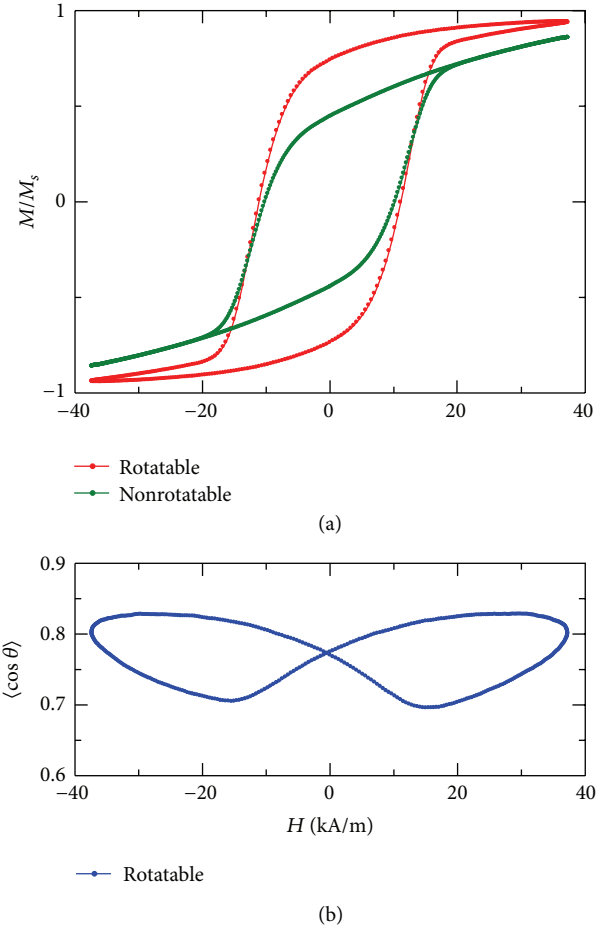 1
0
−1
M/Mₛ
−40
−20
0
20
40
Rotatable
Nonrotatable
(a)
0.9
0.8
0.7
0.6
⟨cos θ⟩
−40
−20
0
20
40
H (kA/m)
Rotatable
(b)